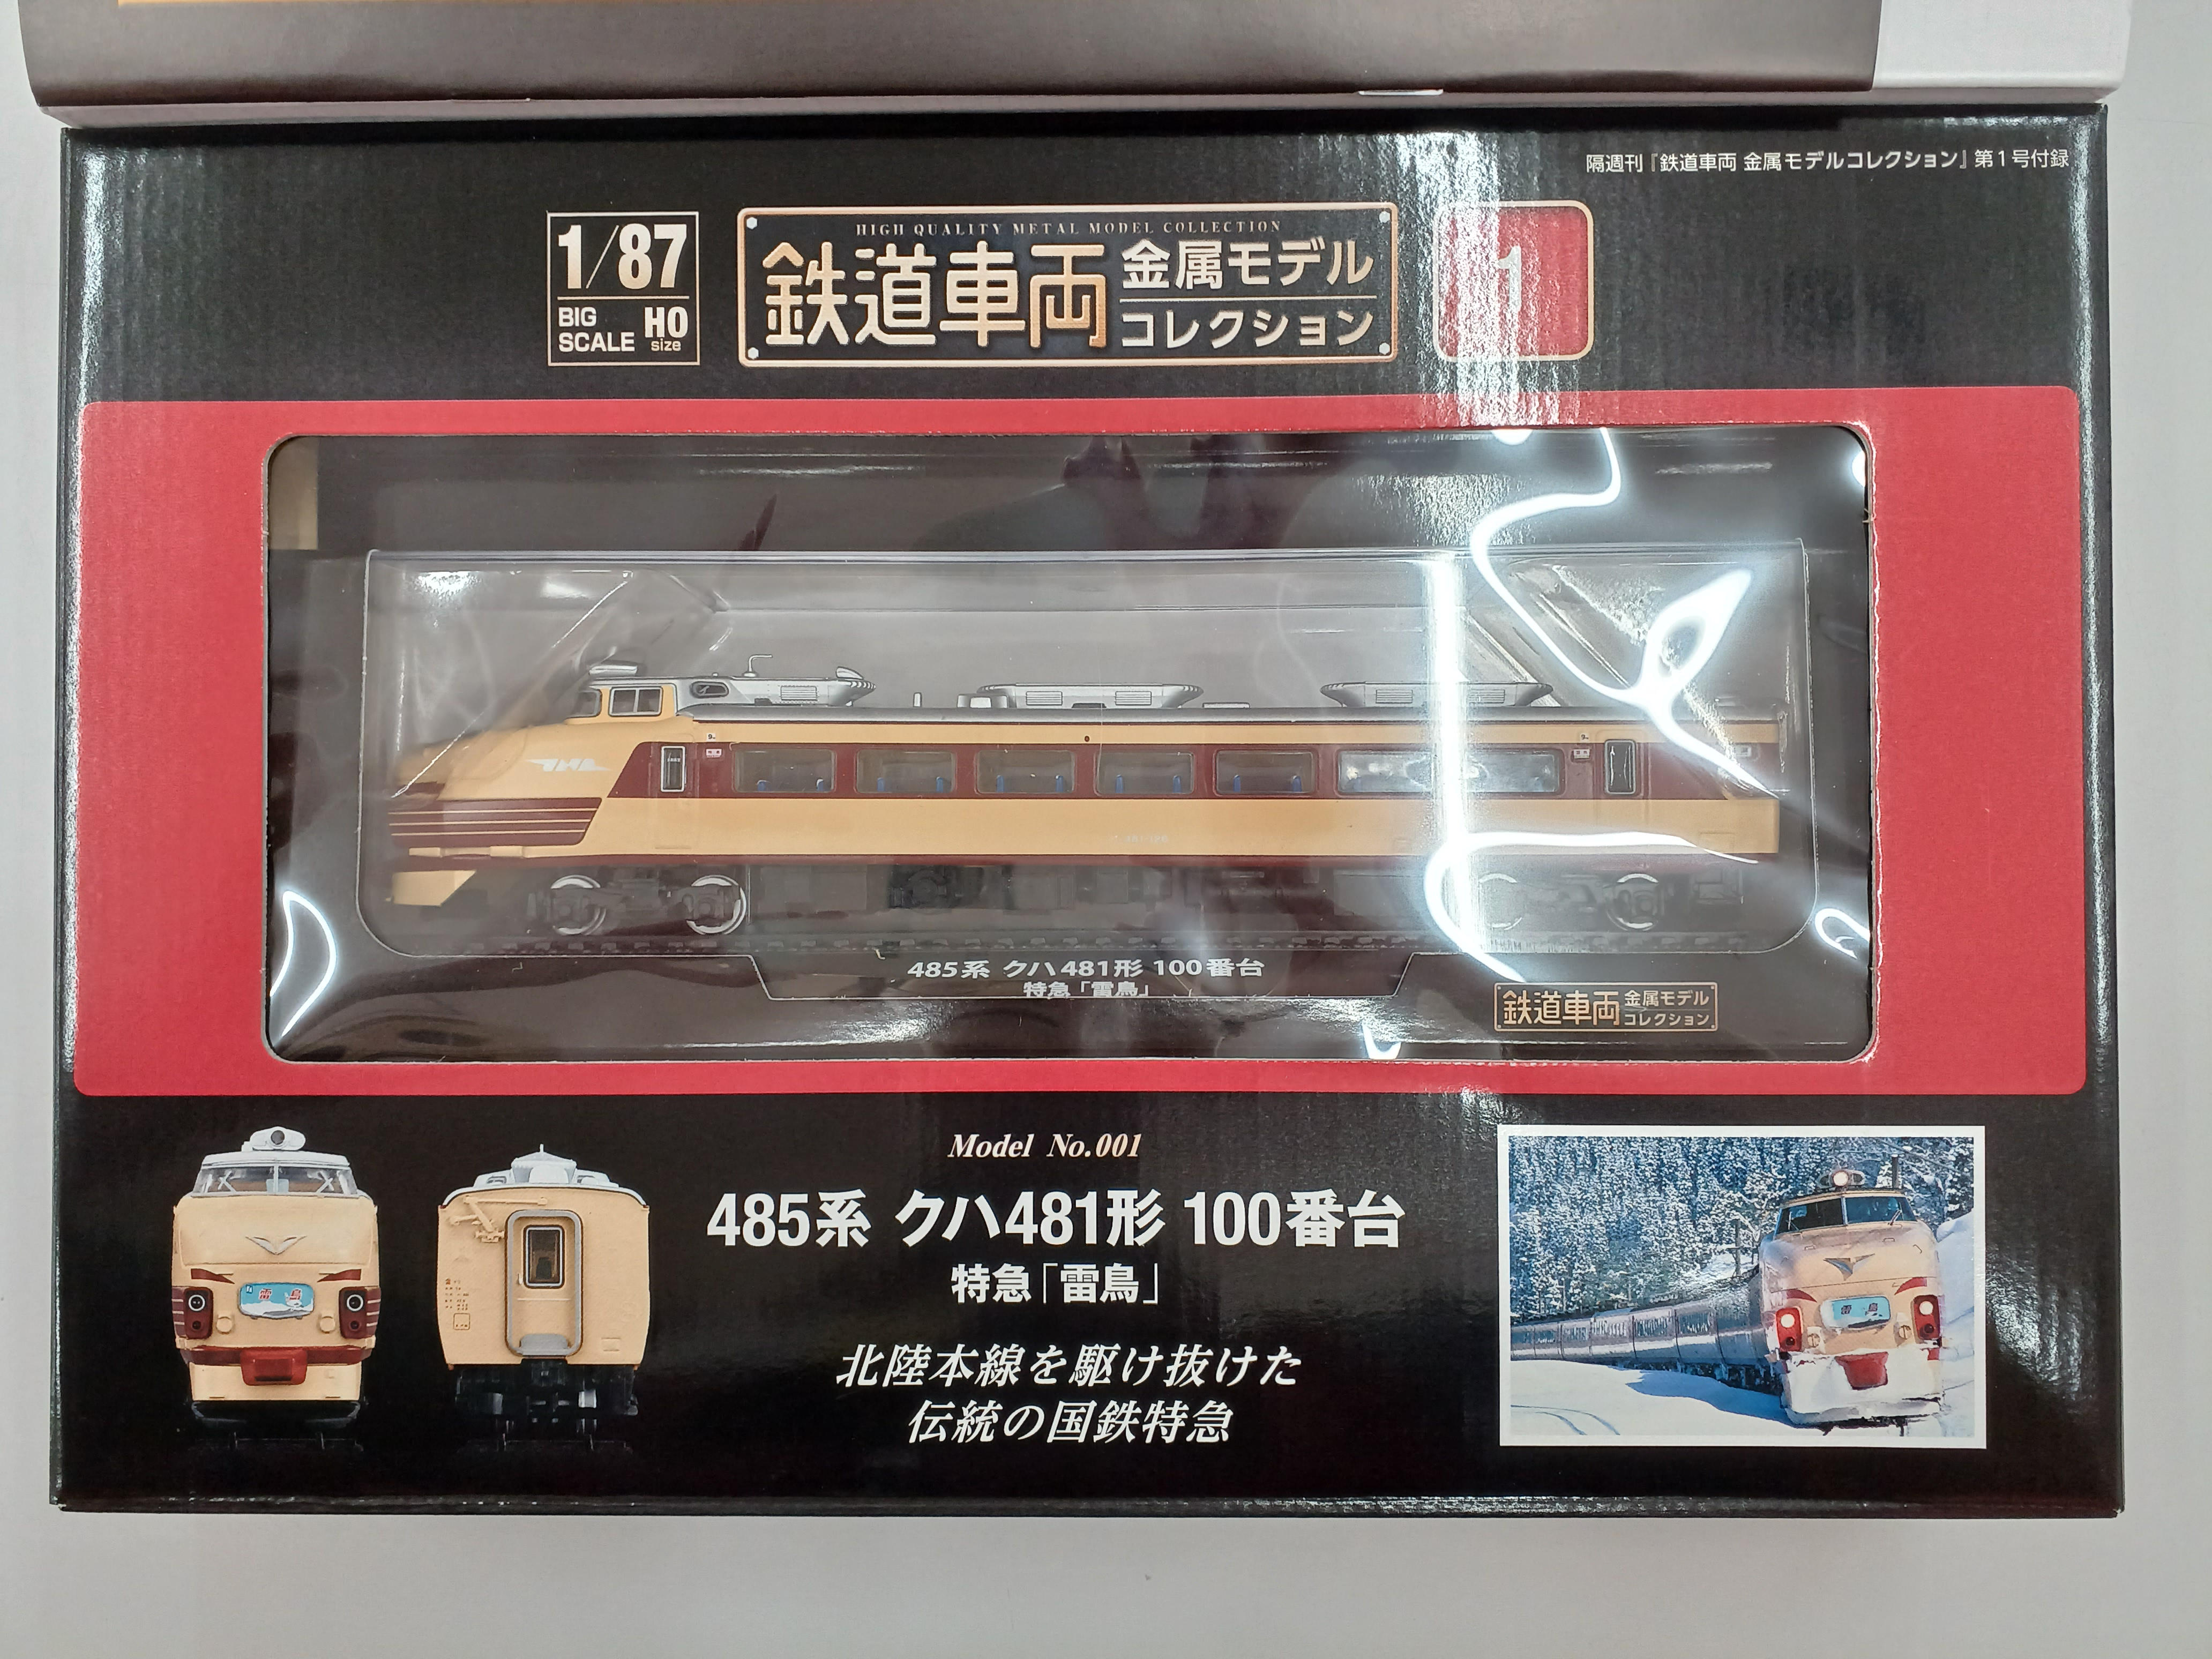 隔週刊『鉄道車両 金属モデルコレクション』第1号付録
1/87
BIG SCALE HO size
HIGH QUALITY METAL MODEL COLLECTION
鉄道車両 金属モデル
コレクション
1
485系 クハ481形 100番台
特急「雷鳥」
鉄道車両 金属モデル
コレクション
Model No.001
485系 クハ481形 100番台
特急「雷鳥」
北陸本線を駆け抜けた
伝統の国鉄特急
雷鳥
雷鳥